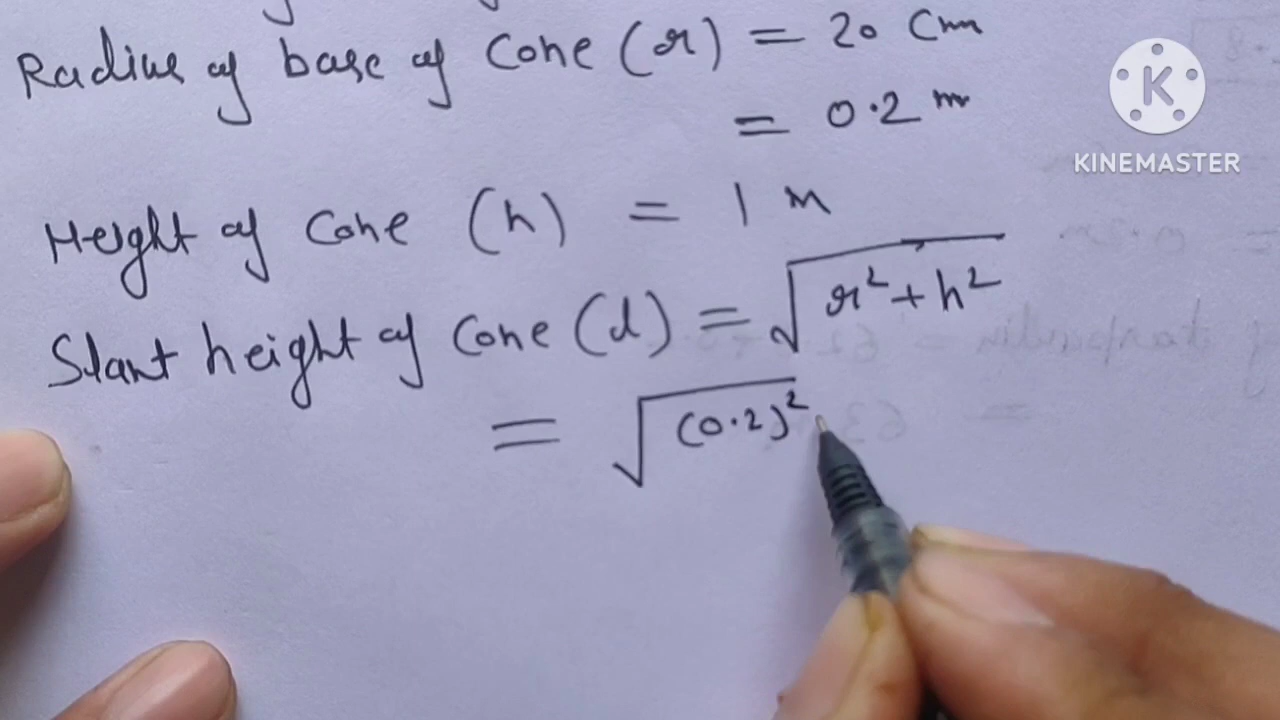 Radius of base of Cone (r) = 20 Cm
= 0.2 m
KINEMASTER
Height of Cone (h) = 1 m
Slant height of Cone (l) = √r²+h²
= √(0.2)²